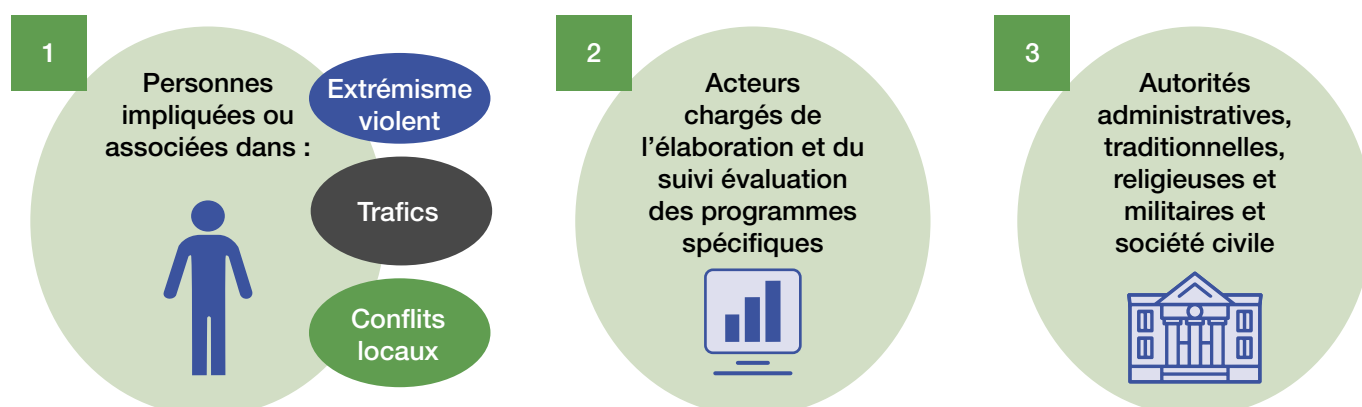 1
Personnes
impliquées ou
associées dans :
Extrémisme
violent
Trafics
Conflits
locaux
2
Acteurs
chargés de
l’élaboration et du
suivi évaluation
des programmes
spécifiques
3
Autorités
administratives,
traditionnelles,
religieuses et
militaires et
société civile